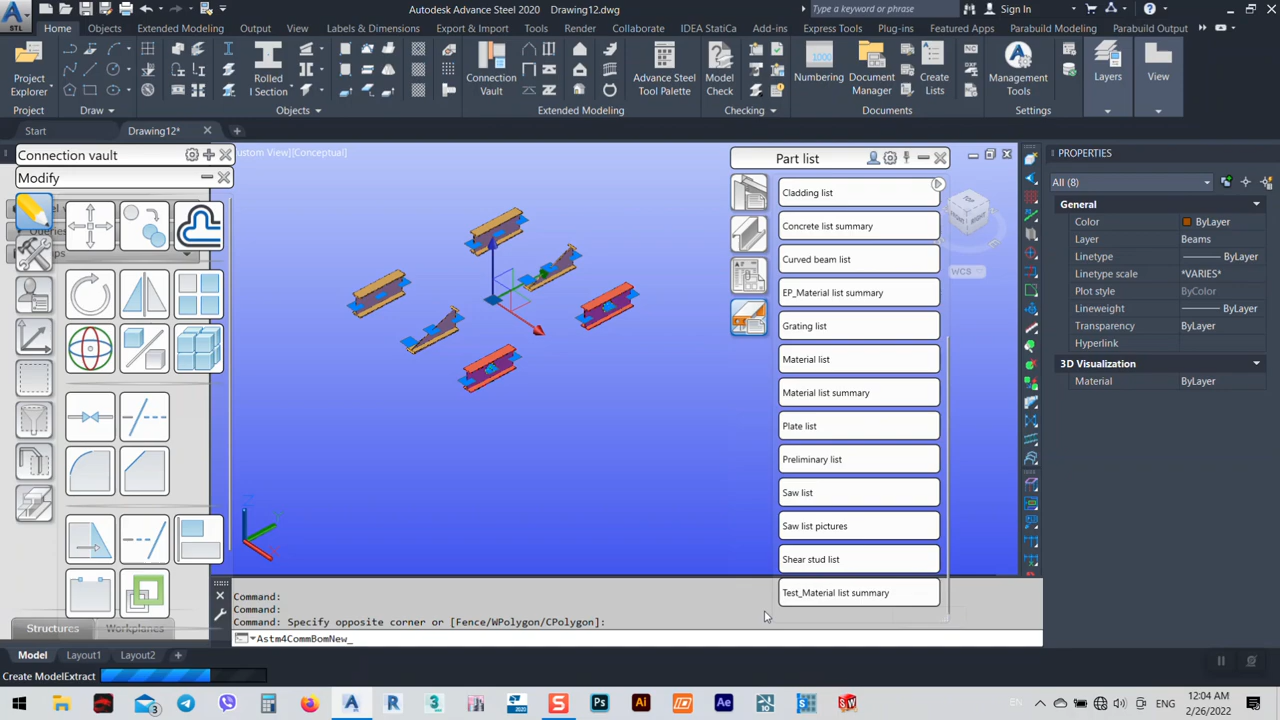 Autodesk Advance Steel 2020 Drawing12.dwg
Type a keyword or phrase
Sign In
STL
Home
Objects
Extended Modeling
Output
View
Labels & Dimensions
Export & Import
Tools
Render
Collaborate
IDEA StatiCa
Add-ins
Express Tools
Plug-ins
Featured Apps
Parabuild Modeling
Parabuild Output
Project
Explorer
Rolled
I Section
Connection
Vault
Advance Steel
Tool Palette
Model
Check
Numbering
Document
Manager
Create
Lists
Management
Tools
Layers
View
Project
Draw
Objects
Extended Modeling
Checking
Documents
Settings
Start
Drawing12*
Connection vault
Modify
ustom View][Conceptual]
Part list
Cladding list
Concrete list summary
Curved beam list
EP_Material list summary
Grating list
Material list
Material list summary
Plate list
Preliminary list
Saw list
Saw list pictures
Shear stud list
Test_Material list summary
WCS
PROPERTIES
All (8)
General
Color ByLayer
Layer Beams
Linetype ByLayer
Linetype scale *VARIES*
Plot style ByColor
Lineweight ByLayer
Transparency ByLayer
Hyperlink
3D Visualization
Material ByLayer
Structures
Workplanes
Command:
Command:
Command: Specify opposite corner or [Fence/WPolygon/CPolygon]:
Astm4CommBomNew_
Model
Layout1
Layout2
Create ModelExtract
EN
ENG
12:04 AM
2/26/2022